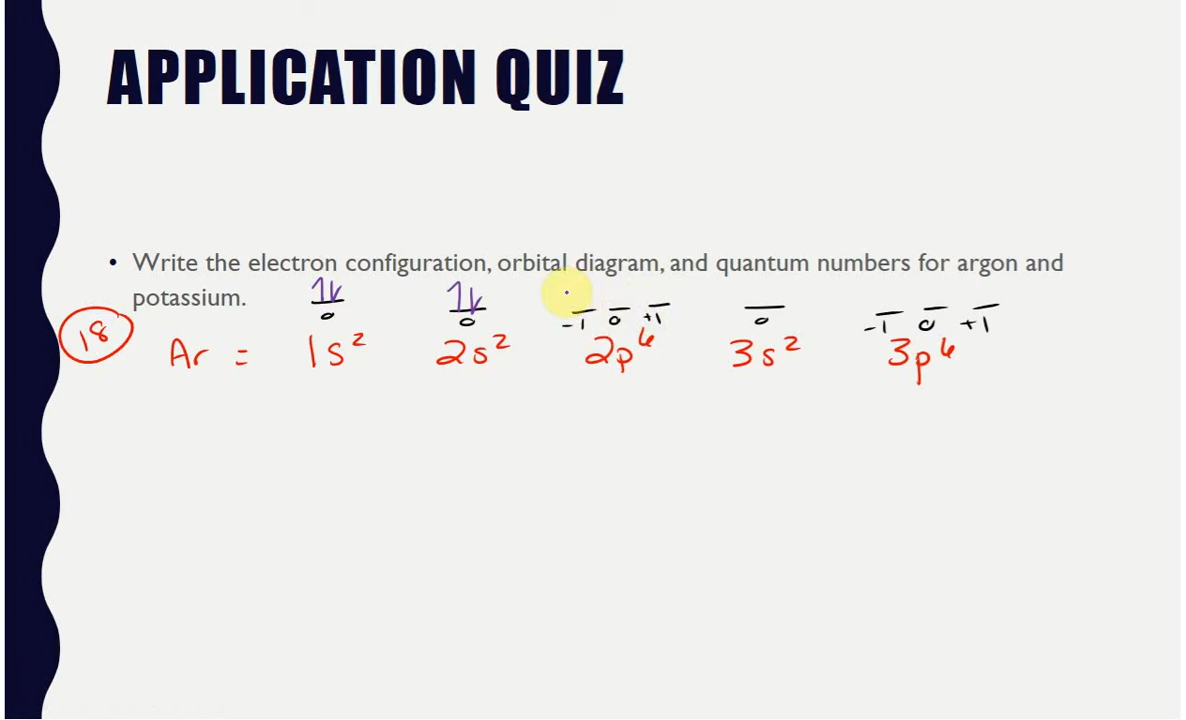 APPLICATION QUIZ
• Write the electron configuration, orbital diagram, and quantum numbers for argon and
potassium.
1 1
0 0 -1 0 +1 0 -1 0 +1
18 Ar = 1s² 2s² 2p⁶ 3s² 3p⁶